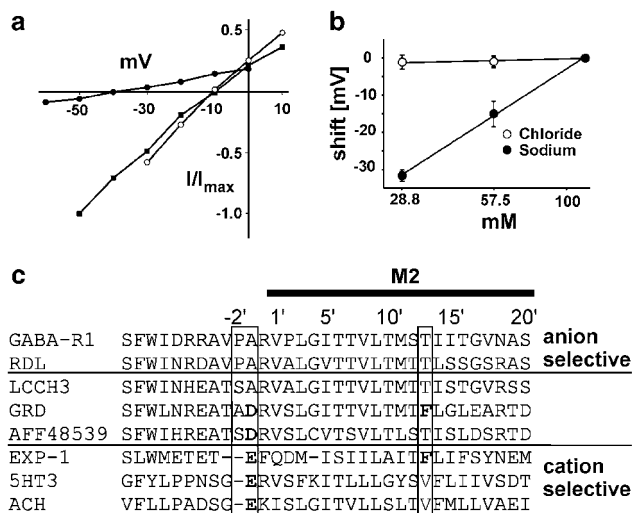 a
mV
0.5
-50
-30
-10
10
-0.5
I/Imax
-1.0
b
0
-10
-20
-30
shift [mV]
Chloride
Sodium
28.8
57.5
100
mM
c
M2
-2' 1' 5' 10' 15' 20'
GABA-R1 SFWIDRRAVPARVPLGITTVLTMSTIITGVNAS
anion selective
RDL SFWINRDAVPARVSLGVTTVLTMTTLSSGSRAS
LCCH3 SFWINHEATSARVALGITTVLTMTTISTGVRSS
GRD SFWLNREATADRVSLGITTVLTMTFLGLEARTD
AFF48539 SFWIHREATSDRVSLCVTSVLTLSTISLDSRTD
EXP-1 SLWMETET--EFQDM-ISIILAITFLIFSYNEM
cation selective
5HT3 GFYLPPNSG-ERVSFKITLLLGYSVFLIIVSDT
ACH VFLLPADSG-EKISLGITVLLSLTVFMLLVAEI